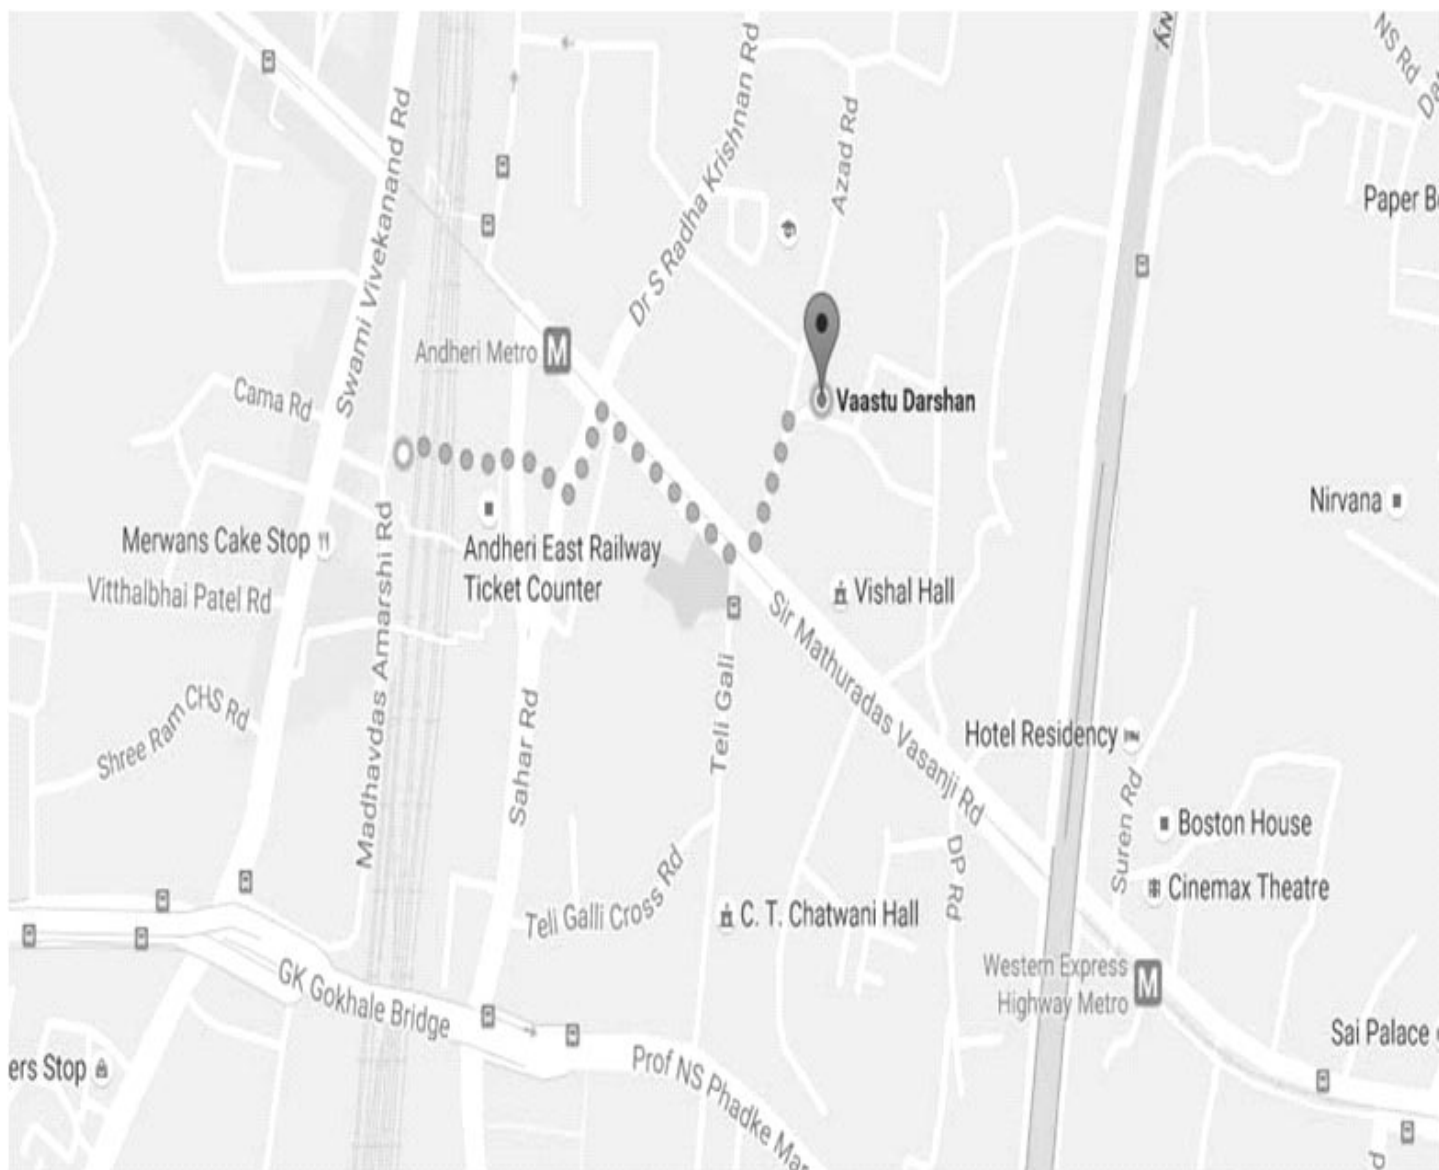 NS Rd
Swami Vivekanand Rd
Dr S Radha Krishnan Rd
Azad Rd
Paper
Andheri Metro M
Cama Rd
Vaastu Darshan
Nirvana
Merwans Cake Stop
Andheri East Railway
Ticket Counter
Vitthalbhai Patel Rd
Vishal Hall
Madhavdas Amarshi Rd
Sir Mathuradas Vasanji Rd
Shree Ram CHS Rd
Sahar Rd
Teli Gali
Hotel Residency
Suren Rd
Boston House
Cinemax Theatre
DP Rd
Teli Galli Cross Rd
C. T. Chatwani Hall
GK Gokhale Bridge
Western Express
Highway Metro M
Sai Palace
ers Stop
Prof NS Phadke Mar